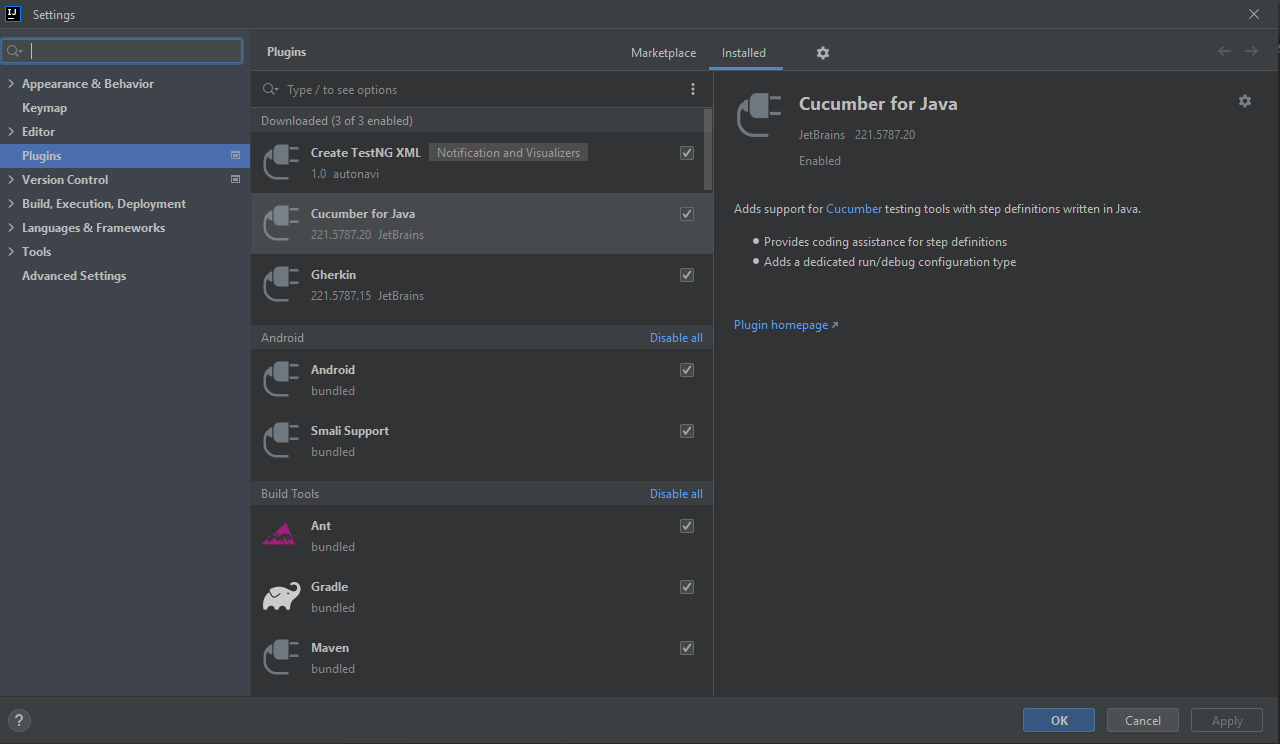 Settings
Plugins
Marketplace
Installed
Appearance & Behavior
Keymap
Editor
Plugins
Version Control
Build, Execution, Deployment
Languages & Frameworks
Tools
Advanced Settings
Type / to see options
Downloaded (3 of 3 enabled)
Create TestNG XML Notification and Visualizers
1.0 autonavi
Cucumber for Java
221.5787.20 JetBrains
Gherkin
221.5787.15 JetBrains
Android Disable all
Android
bundled
Smali Support
bundled
Build Tools Disable all
Ant
bundled
Gradle
bundled
Maven
bundled
Cucumber for Java
JetBrains 221.5787.20
Enabled
Adds support for Cucumber testing tools with step definitions written in Java.
Provides coding assistance for step definitions
Adds a dedicated run/debug configuration type
Plugin homepage
?
OK
Cancel
Apply